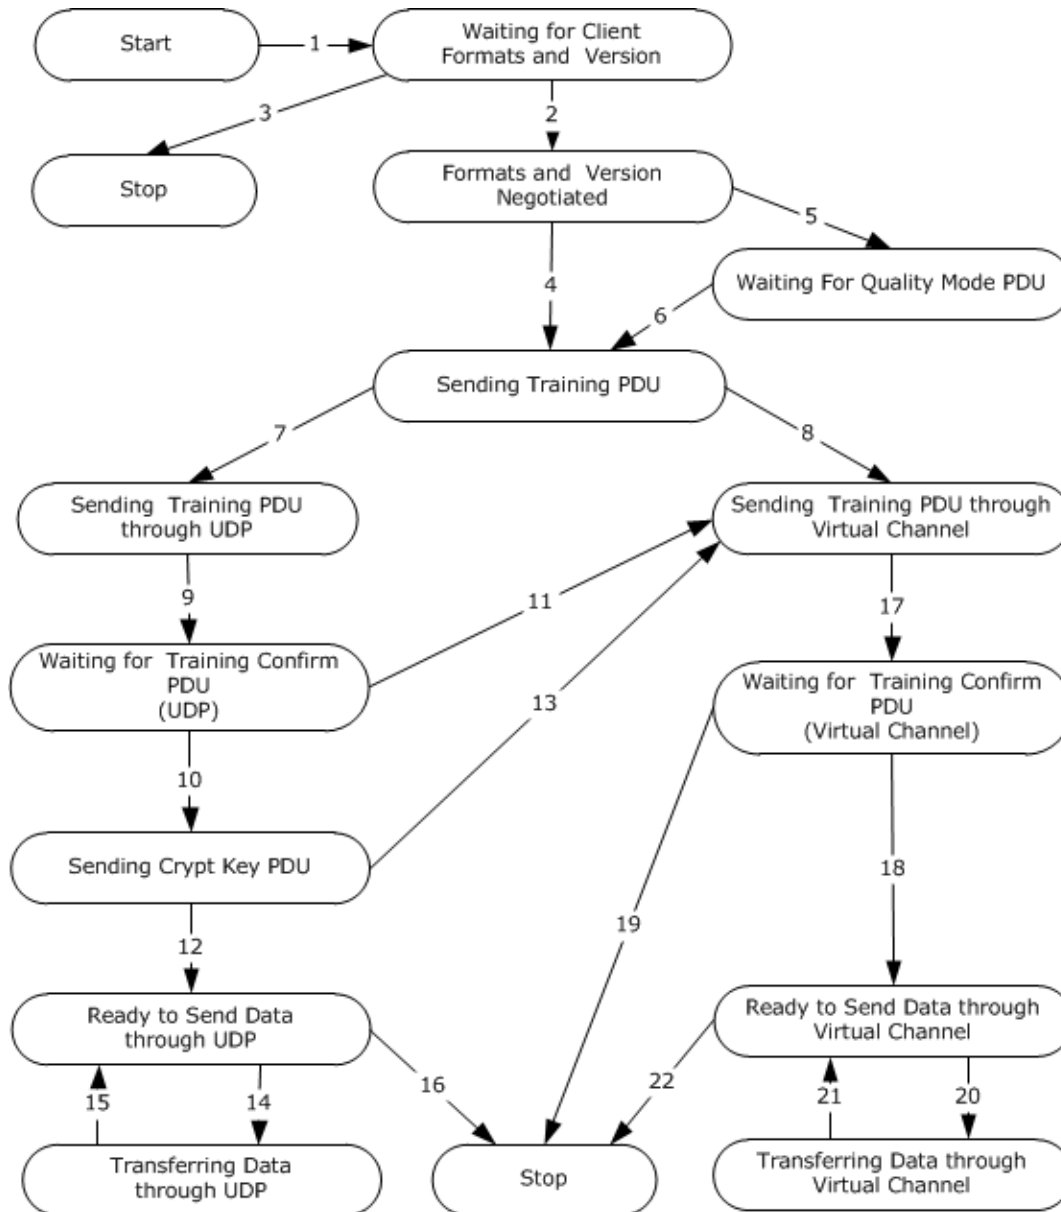 Start
1
Waiting for Client
Formats and Version
3
2
Stop
Formats and Version
Negotiated
5
4
Waiting For Quality Mode PDU
6
Sending Training PDU
7
8
Sending Training PDU
through UDP
Sending Training PDU through
Virtual Channel
9
11
17
Waiting for Training Confirm
PDU
(UDP)
Waiting for Training Confirm
PDU
(Virtual Channel)
13
10
Sending Crypt Key PDU
18
19
12
Ready to Send Data
through UDP
Ready to Send Data through
Virtual Channel
16
22
15
14
21
20
Transferring Data
through UDP
Stop
Transferring Data through
Virtual Channel